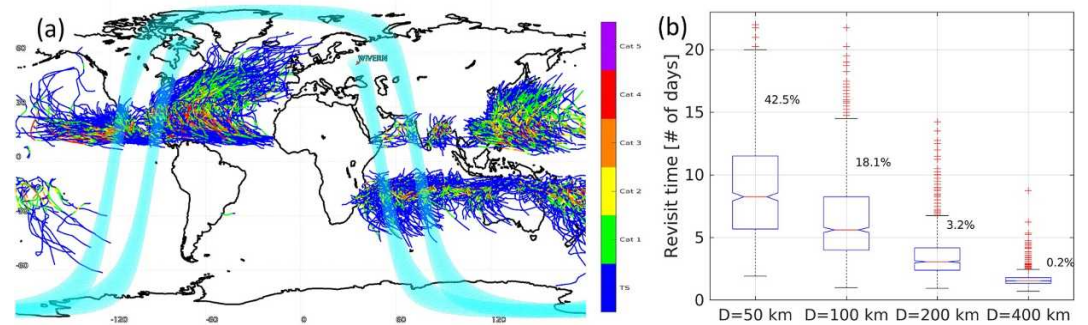 (a)
WIVERN
60
30
0
-30
-60
-120
-60
0
60
120
Cat 5
Cat 4
Cat 3
Cat 2
Cat 1
TS
(b)
Revisit time [# of days]
20
15
10
5
0
42.5%
18.1%
3.2%
0.2%
D=50 km D=100 km D=200 km D=400 km